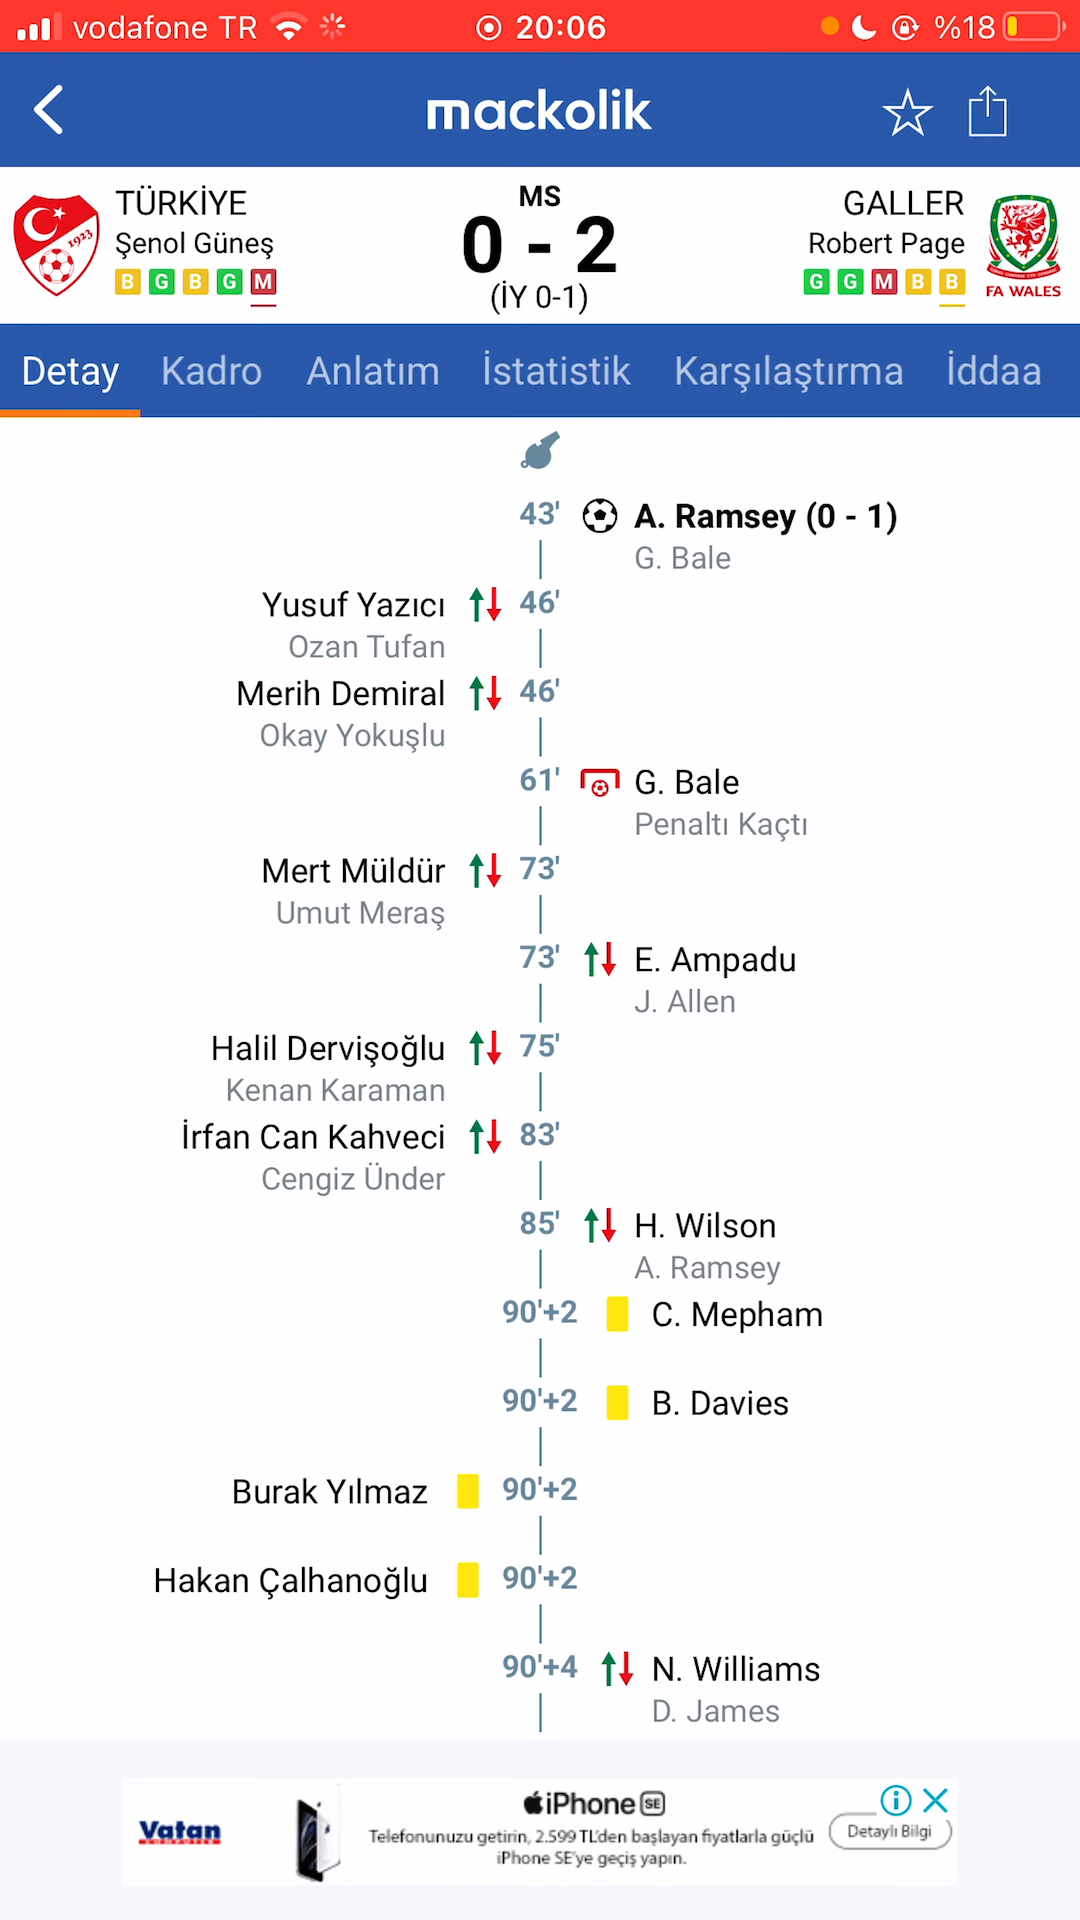 vodafone TR 20:06 %18
mackolik
TÜRKİYE
Şenol Güneş
B G B G M
1923
MS
0 - 2
(İY 0-1)
GALLER
Robert Page
G G M B B
FA WALES
Detay Kadro Anlatım İstatistik Karşılaştırma İddaa
43' A. Ramsey (0 - 1)
G. Bale
Yusuf Yazıcı 46'
Ozan Tufan
Merih Demiral 46'
Okay Yokuşlu
61' G. Bale
Penaltı Kaçtı
Mert Müldür 73'
Umut Meraş
73' E. Ampadu
J. Allen
Halil Dervişoğlu 75'
Kenan Karaman
İrfan Can Kahveci 83'
Cengiz Ünder
85' H. Wilson
A. Ramsey
90'+2 C. Mepham
90'+2 B. Davies
Burak Yılmaz 90'+2
Hakan Çalhanoğlu 90'+2
90'+4 N. Williams
D. James
Vatan
iPhone SE
Telefonunuzu getirin, 2.599 TL'den başlayan fiyatlarla güçlü
iPhone SE'ye geçiş yapın.
Detaylı Bilgi